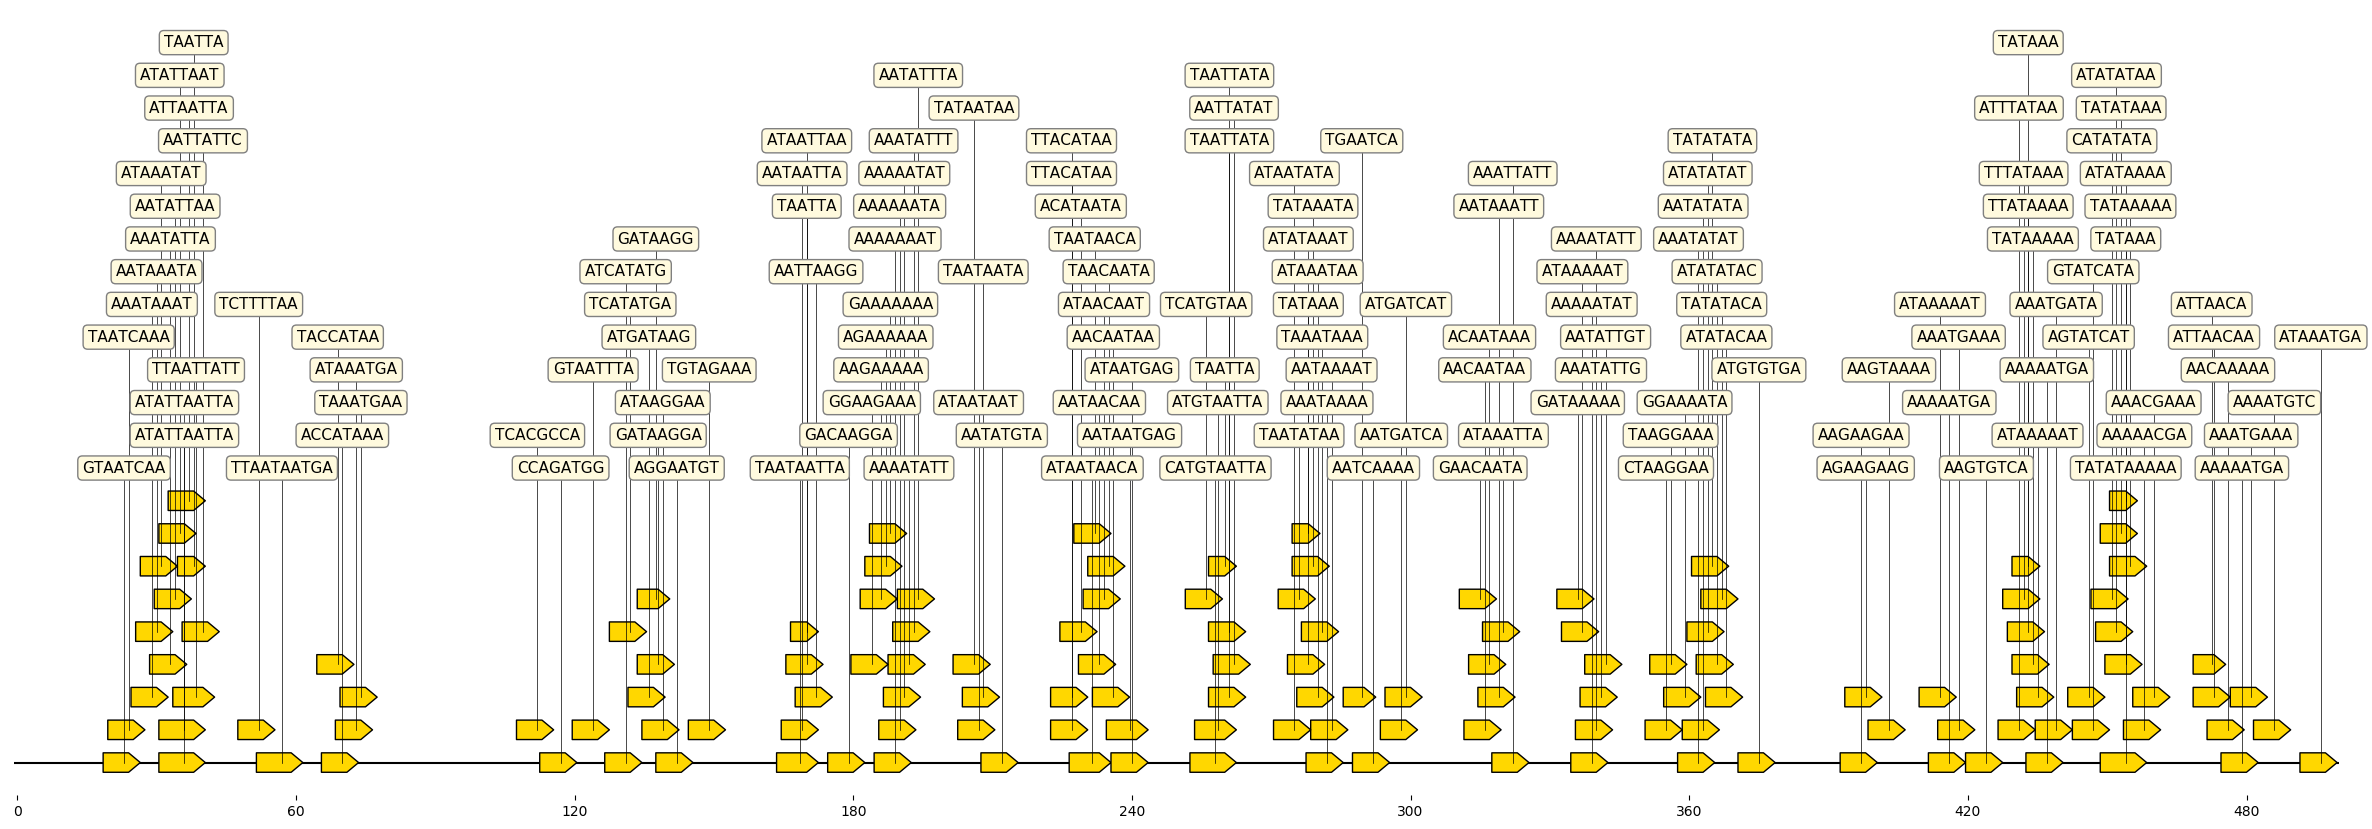 TAATTA TATAAA
ATATTAAT AATATTTA TAATTATA ATATATAA
ATTAATTA TATAATAA AATTATAT ATTTATAA TATATAAA
AATTATTC ATAATTAA AAATATTT TTACATAA TAATTATA TGAATCA TATATATA CATATATA
ATAAATAT AATAATTA AAAAATAT TTACATAA ATAATATA AAATTATT ATATATAT TTTATAAA ATATAAAA
AATATTAA TAATTA AAAAAATA ACATAATA TATAAATA AATAAATT AATATATA TTATAAAA TATAAAAA
AAATATTA GATAAGG AAAAAAAT TAATAACA ATATAAAT AAAATATT AAATATAT TATAAAAA TATAAA
AATAAATA ATCATATG AATTAAGG TAATAATA TAACAATA ATAAATAA ATAAAAAT ATATATAC GTATCATA
AAATAAAT TCTTTTAA TCATATGA GAAAAAAA ATAACAAT TCATGTAA TATAAA ATGATCAT AAAAATAT TATATACA ATAAAAAT AAATGATA ATTAACA
TAATCAAA TACCATAA ATGATAAG AGAAAAAA AACAATAA TAAATAAA ACAATAAA AATATTGT ATATACAA AAATGAAA AGTATCAT ATTAACAA ATAAATGA
TTAATTATT ATAAATGA GTAATTTA TGTAGAAA AAGAAAAA ATAATGAG TAATTA AATAAAAT AACAATAA AAATATTG ATGTGTGA AAGTAAAA AAAAATGA AACAAAAA
ATATTAATTA TAAATGAA ATAAGGAA GGAAGAAA ATAATAAT AATAACAA ATGTAATTA AAATAAAA GATAAAAA GGAAAATA AAAAATGA AAACGAAA AAAATGTC
ATATTAATTA ACCATAAA TCACGCCA GATAAGGA GACAAGGA AATATGTA AATAATGAG TAATATAA AATGATCA ATAAATTA TAAGGAAA AAGAAGAA ATAAAAAT AAAAACGA AAATGAAA
GTAATCAA TTAATAATGA CCAGATGG AGGAATGT TAATAATTA AAAATATT ATAATAACA CATGTAATTA AATCAAAA GAACAATA CTAAGGAA AGAAGAAG AAGTGTCA TATATAAAAA AAAAATGA
0 60 120 180 240 300 360 420 480